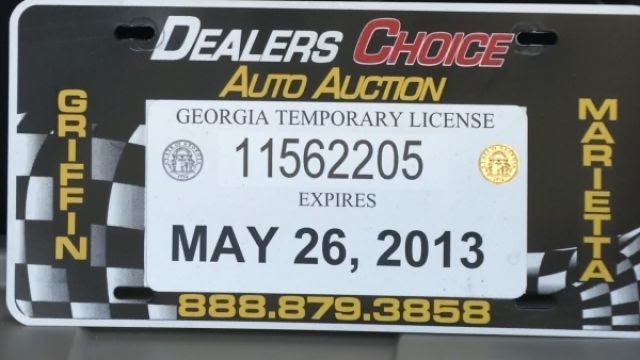 DEALERS CHOICE
AUTO AUCTION
GRIFFIN
GEORGIA TEMPORARY LICENSE
11562205
EXPIRES
MAY 26, 2013
MARIETTA
888.879.3858